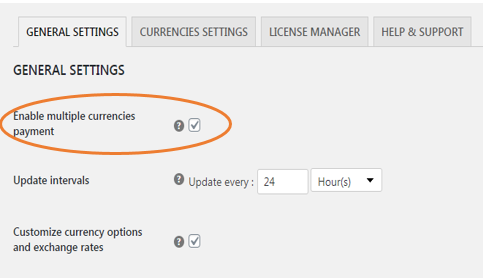 GENERAL SETTINGS CURRENCIES SETTINGS LICENSE MANAGER HELP & SUPPORT
GENERAL SETTINGS
Enable multiple currencies
payment ?
Update intervals ? Update every : 24 Hour(s)
Customize currency options
and exchange rates ?